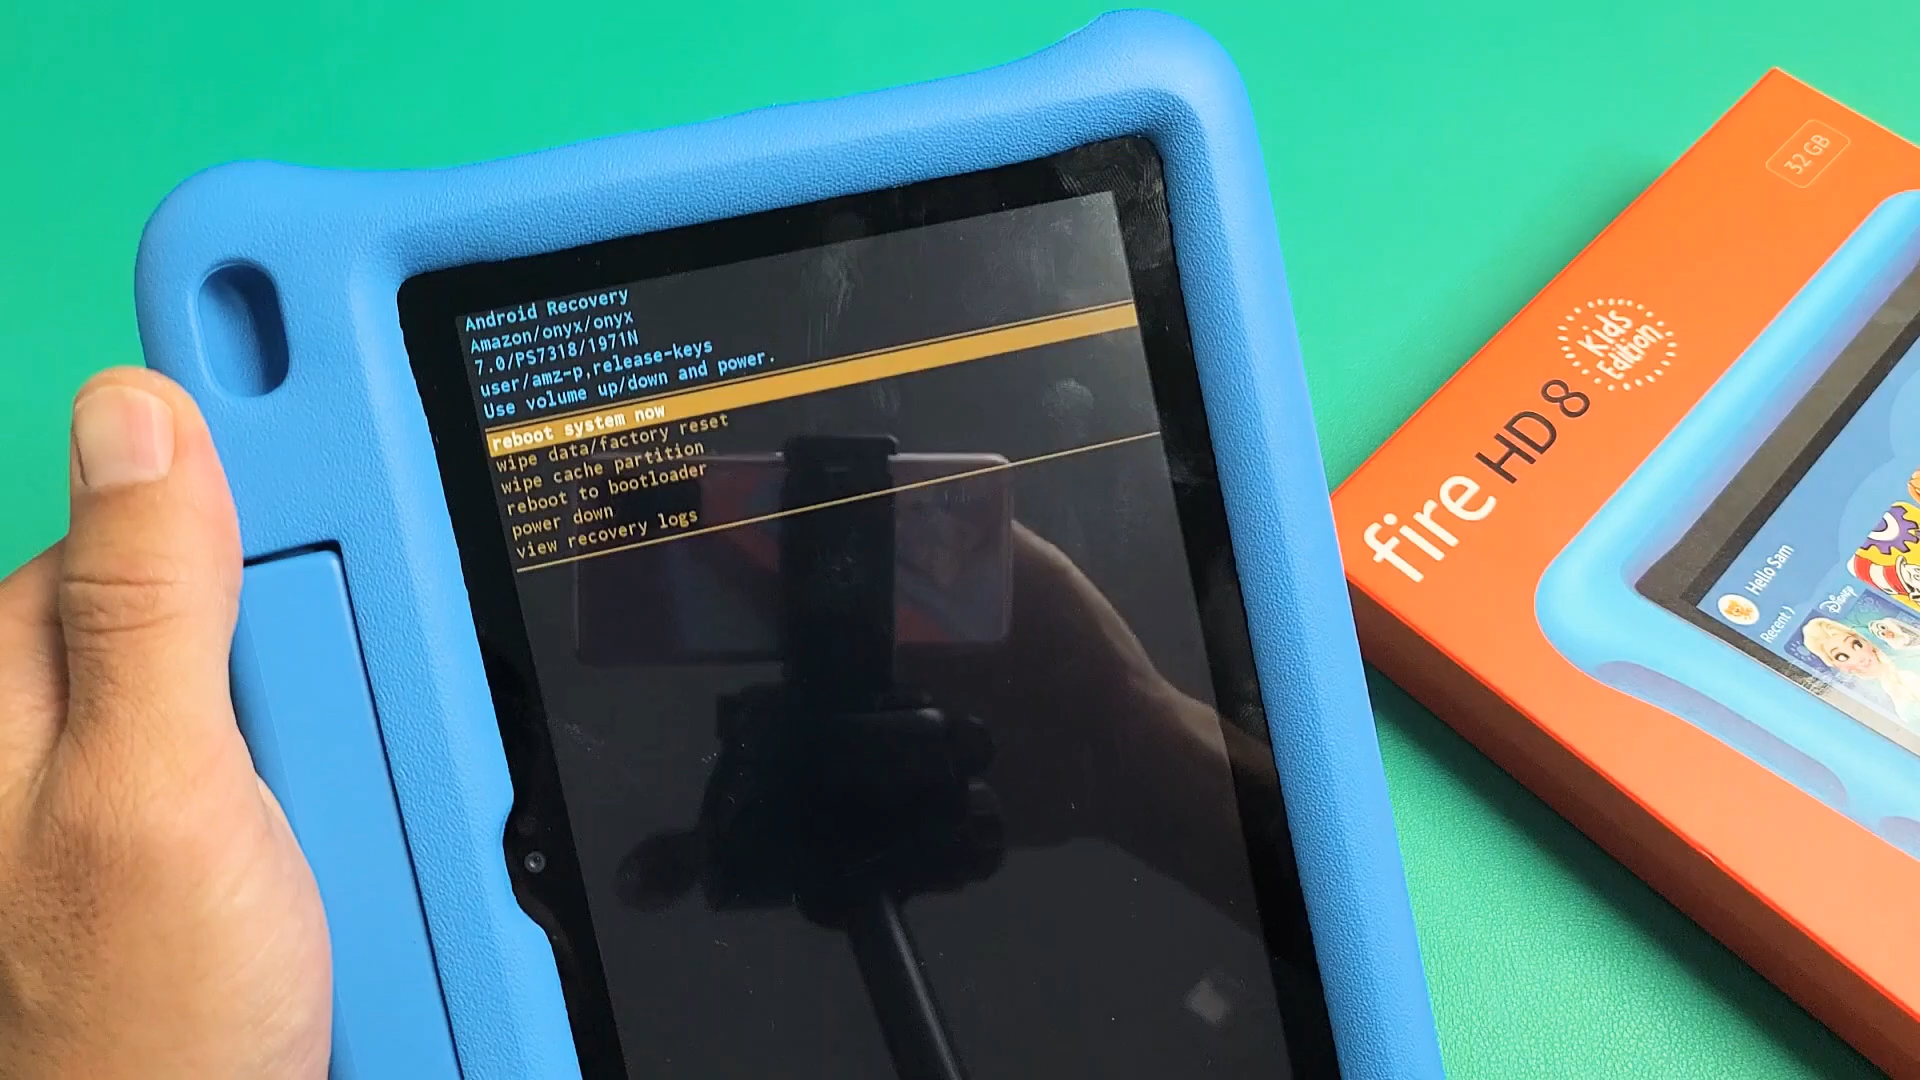 Android Recovery
Amazon/onyx/onyx
7.0/PS7318/1971N
user/amz-p,release-keys
Use volume up/down and power.
reboot system now
wipe data/factory reset
wipe cache partition
reboot to bootloader
power down
view recovery logs
32 GB
Kids
Edition
fire HD 8
Hello Sam
Recent
Disney